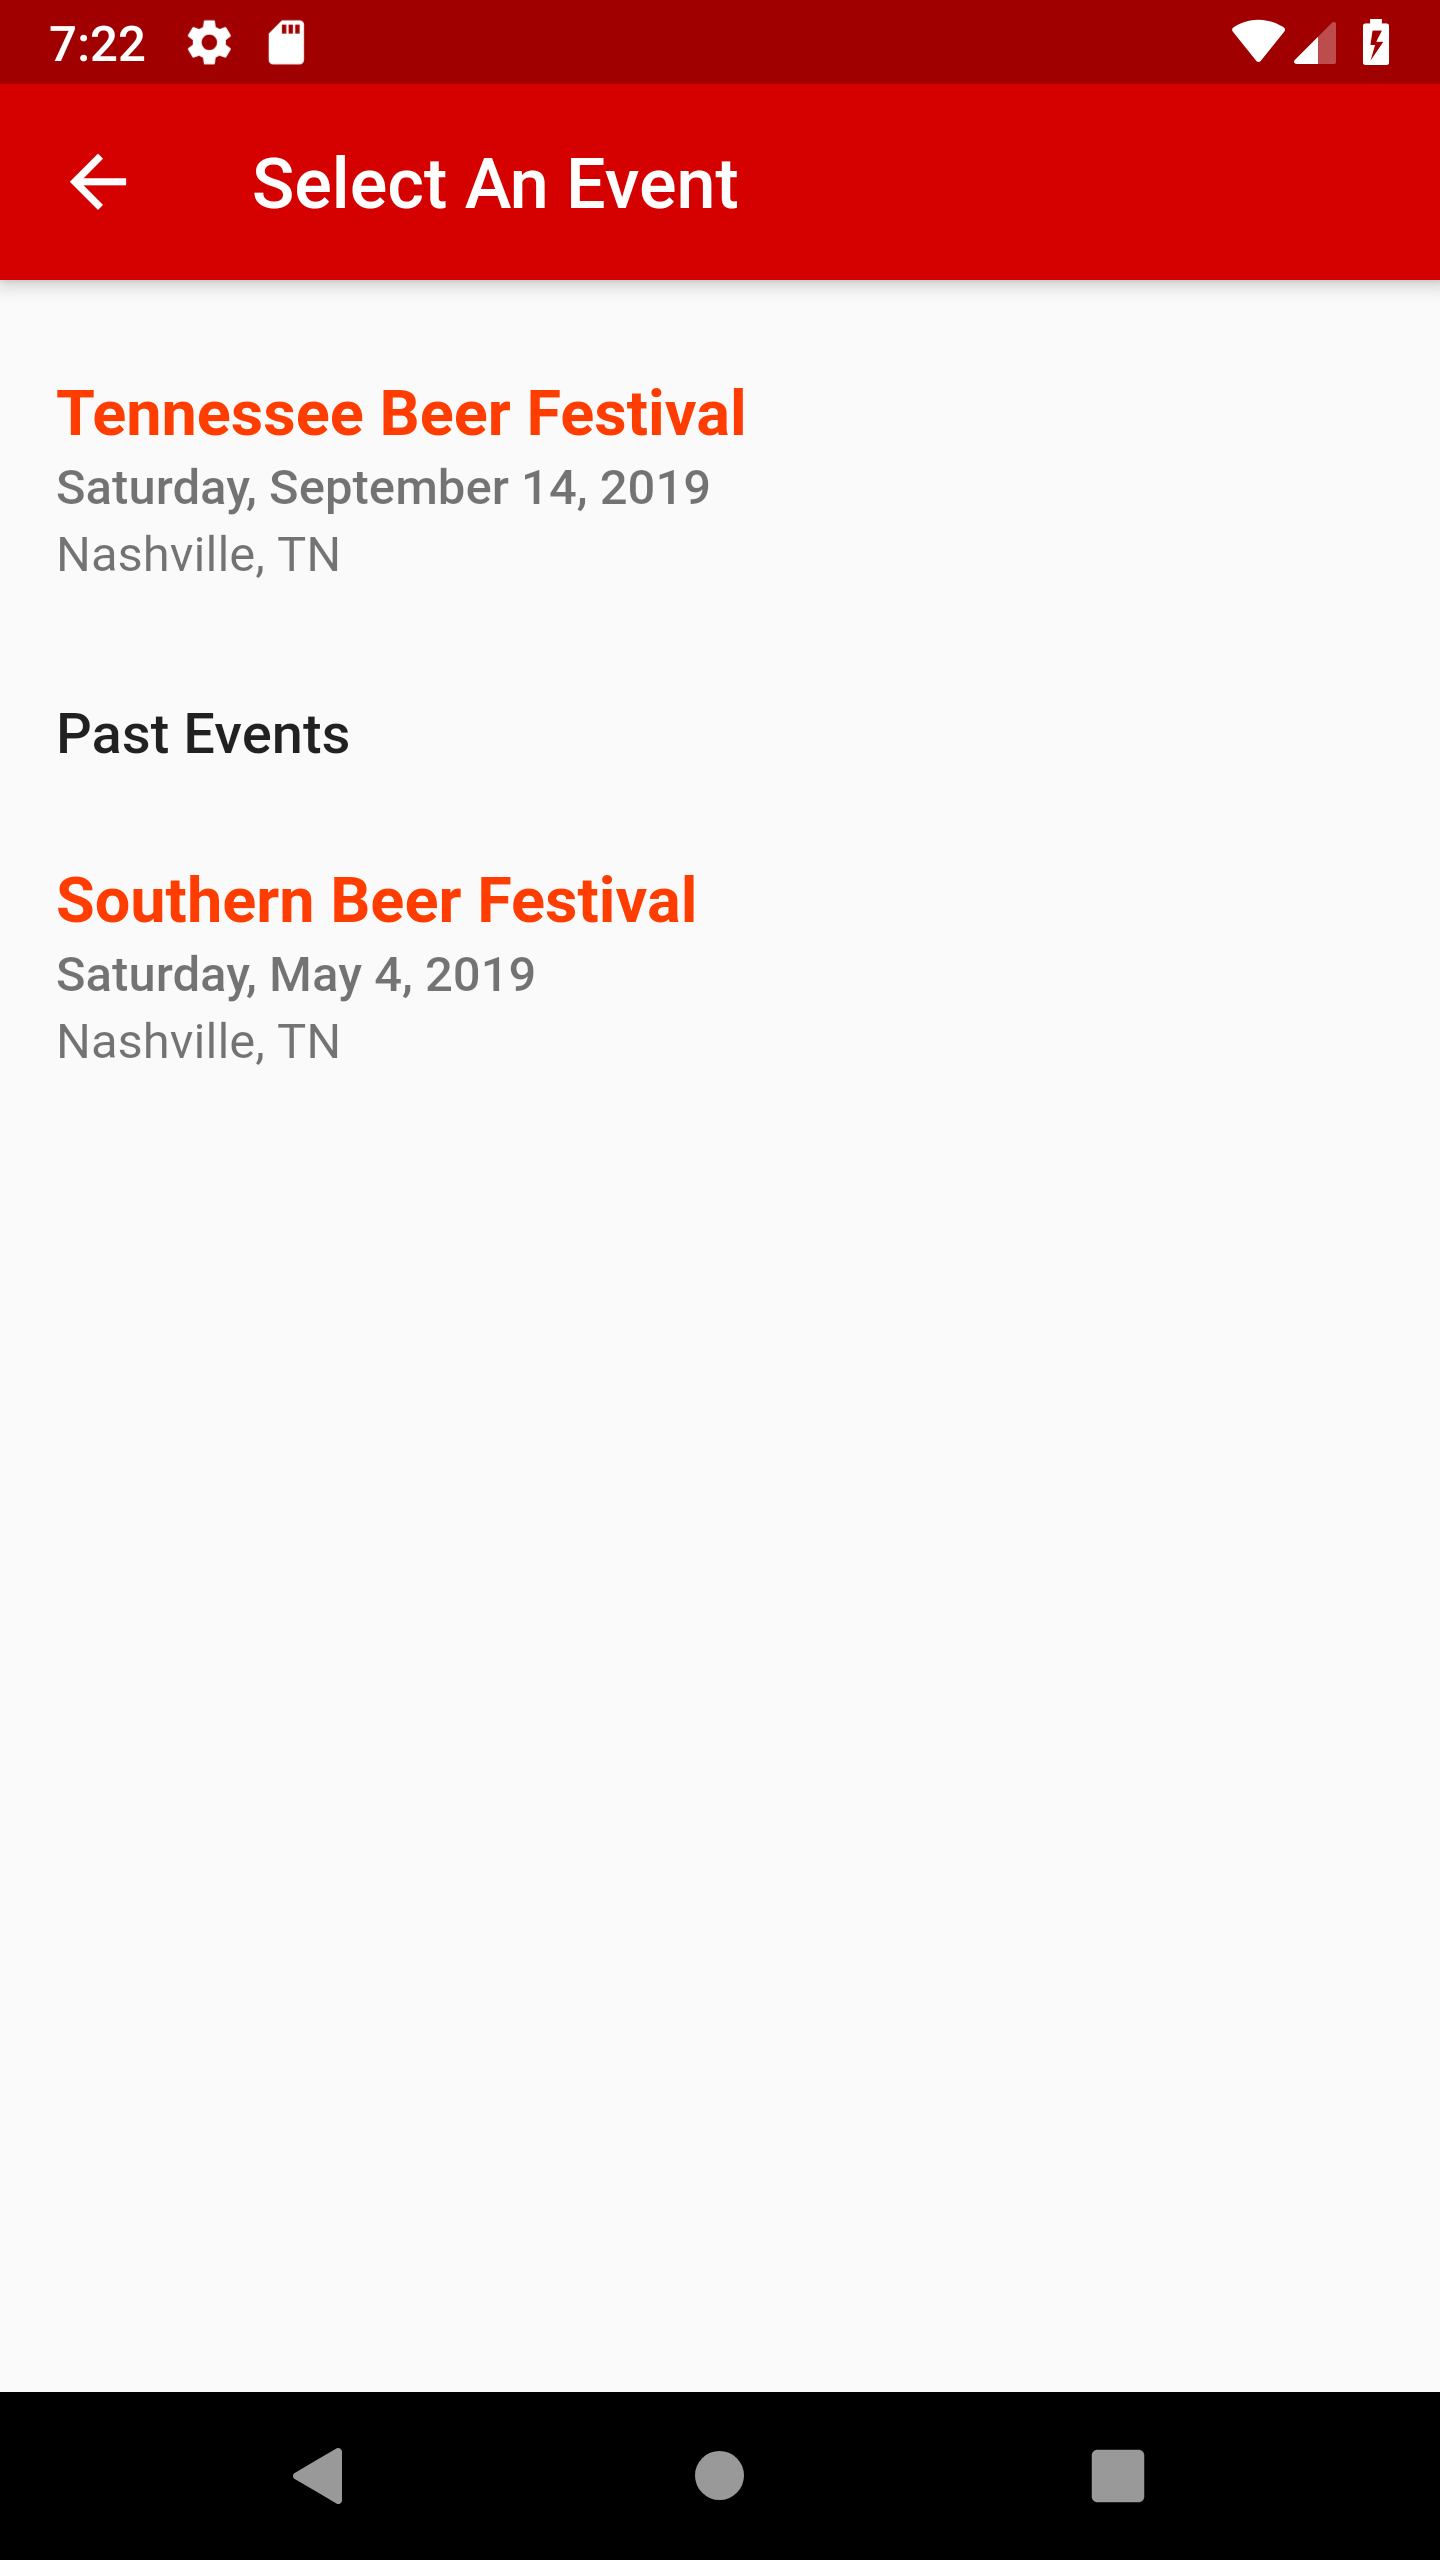 7:22
Select An Event
Tennessee Beer Festival
Saturday, September 14, 2019
Nashville, TN
Past Events
Southern Beer Festival
Saturday, May 4, 2019
Nashville, TN